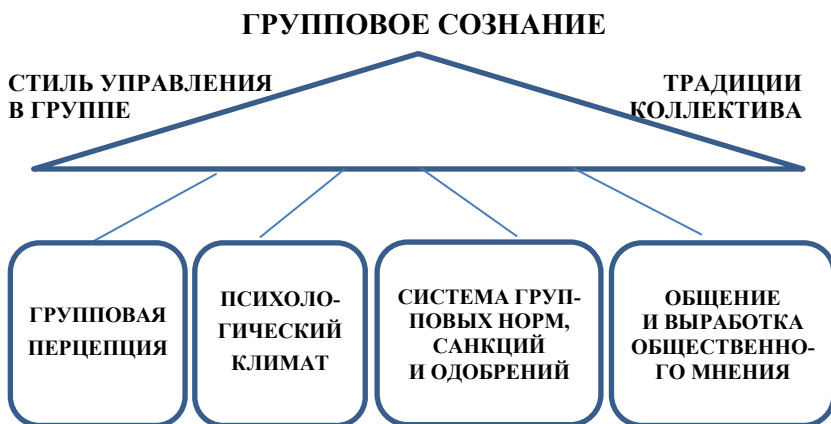 ГРУППОВОЕ СОЗНАНИЕ
СТИЛЬ УПРАВЛЕНИЯ
В ГРУППЕ
ТРАДИЦИИ
КОЛЛЕКТИВА
ГРУППОВАЯ
ПЕРЦЕПЦИЯ
ПСИХОЛО-
ГИЧЕСКИЙ
КЛИМАТ
СИСТЕМА ГРУП-
ПОВЫХ НОРМ,
САНКЦИЙ
И ОДОБРЕНИЙ
ОБЩЕНИЕ
И ВЫРАБОТКА
ОБЩЕСТВЕННО-
ГО МНЕНИЯ